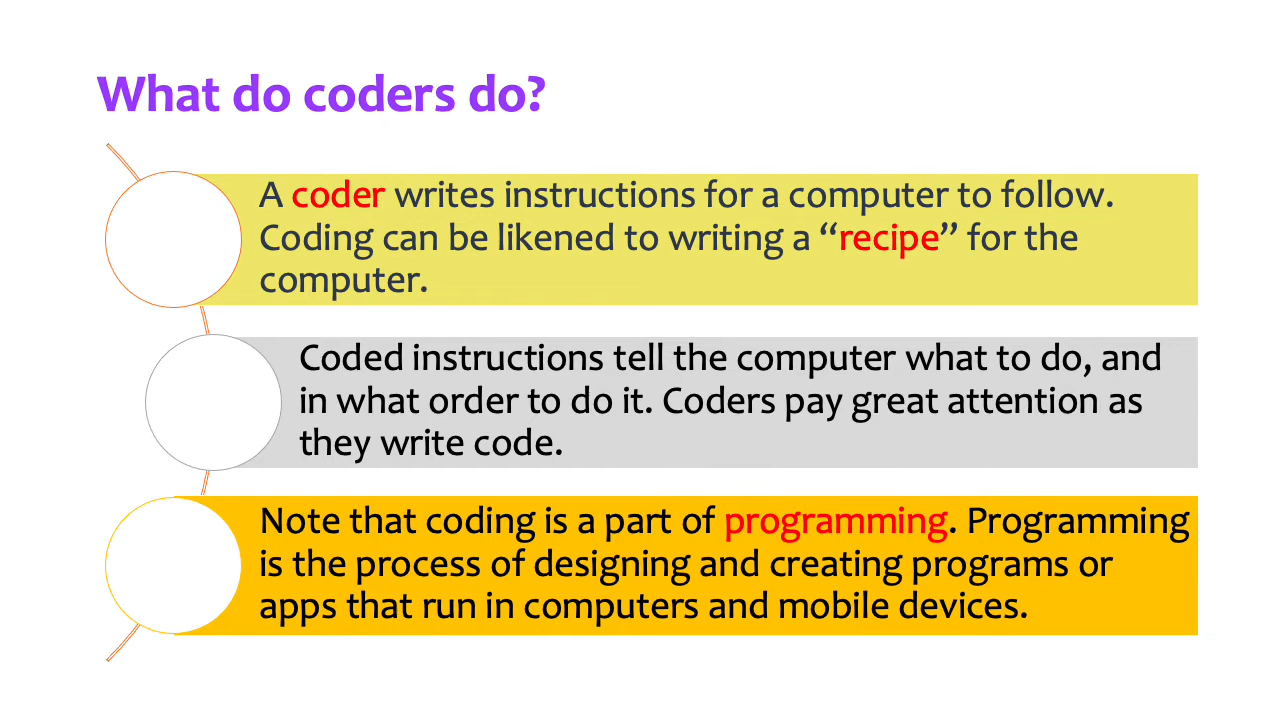 What do coders do?
A coder writes instructions for a computer to follow.
Coding can be likened to writing a “recipe” for the
computer.
Coded instructions tell the computer what to do, and
in what order to do it. Coders pay great attention as
they write code.
Note that coding is a part of programming. Programming
is the process of designing and creating programs or
apps that run in computers and mobile devices.